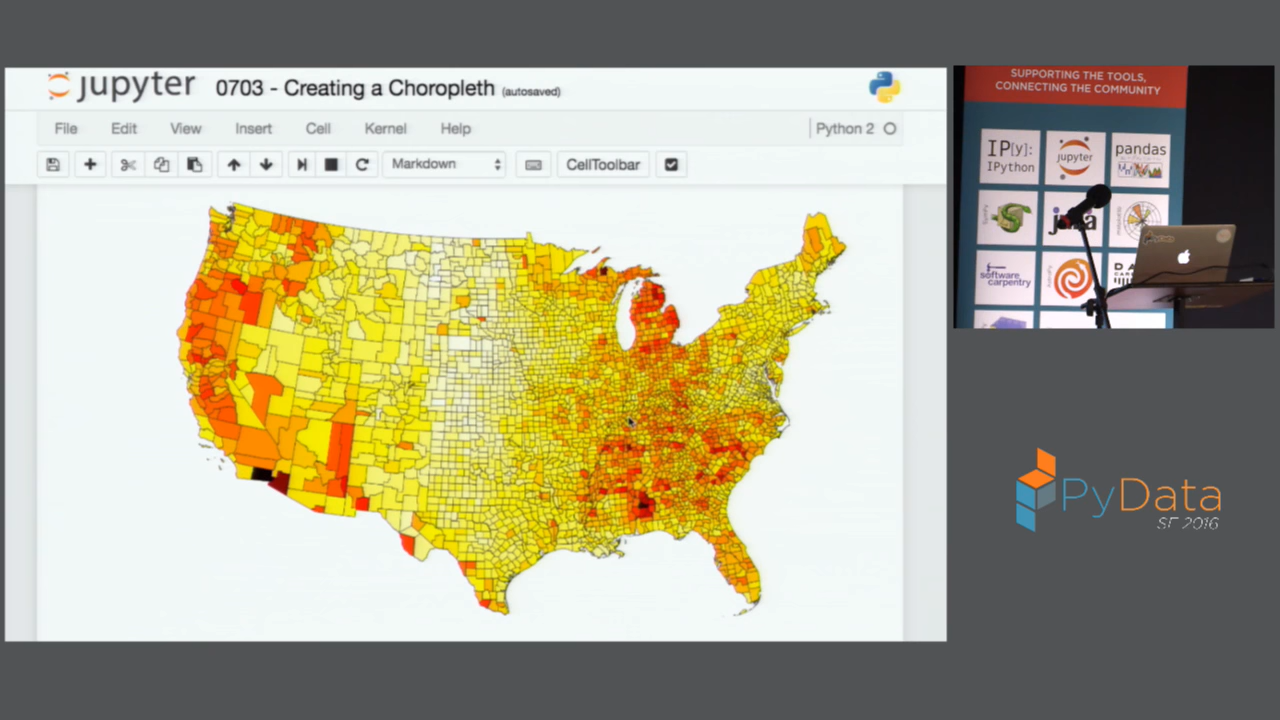 jupyter 0703 - Creating a Choropleth (autosaved)
File Edit View Insert Cell Kernel Help Python 2
Markdown CellToolbar
SUPPORTING THE TOOLS,
CONNECTING THE COMMUNITY
IP[y]:
IPython
jupyter
pandas
software
carpentry
PyData
SF 2016